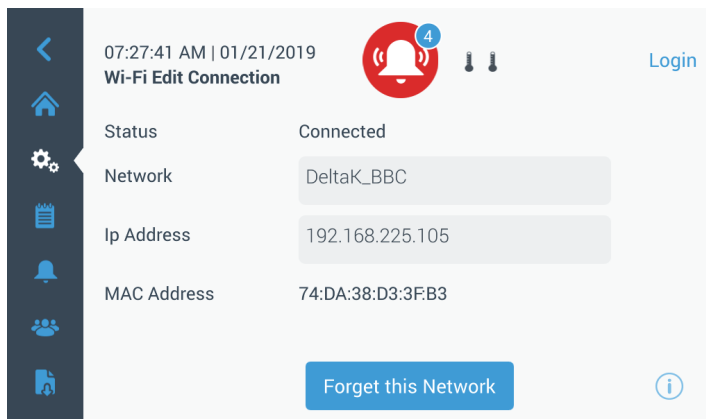 07:27:41 AM | 01/21/2019
Wi-Fi Edit Connection
4
Login
Status Connected
Network DeltaK_BBC
Ip Address 192.168.225.105
MAC Address 74:DA:38:D3:3F:B3
Forget this Network
i